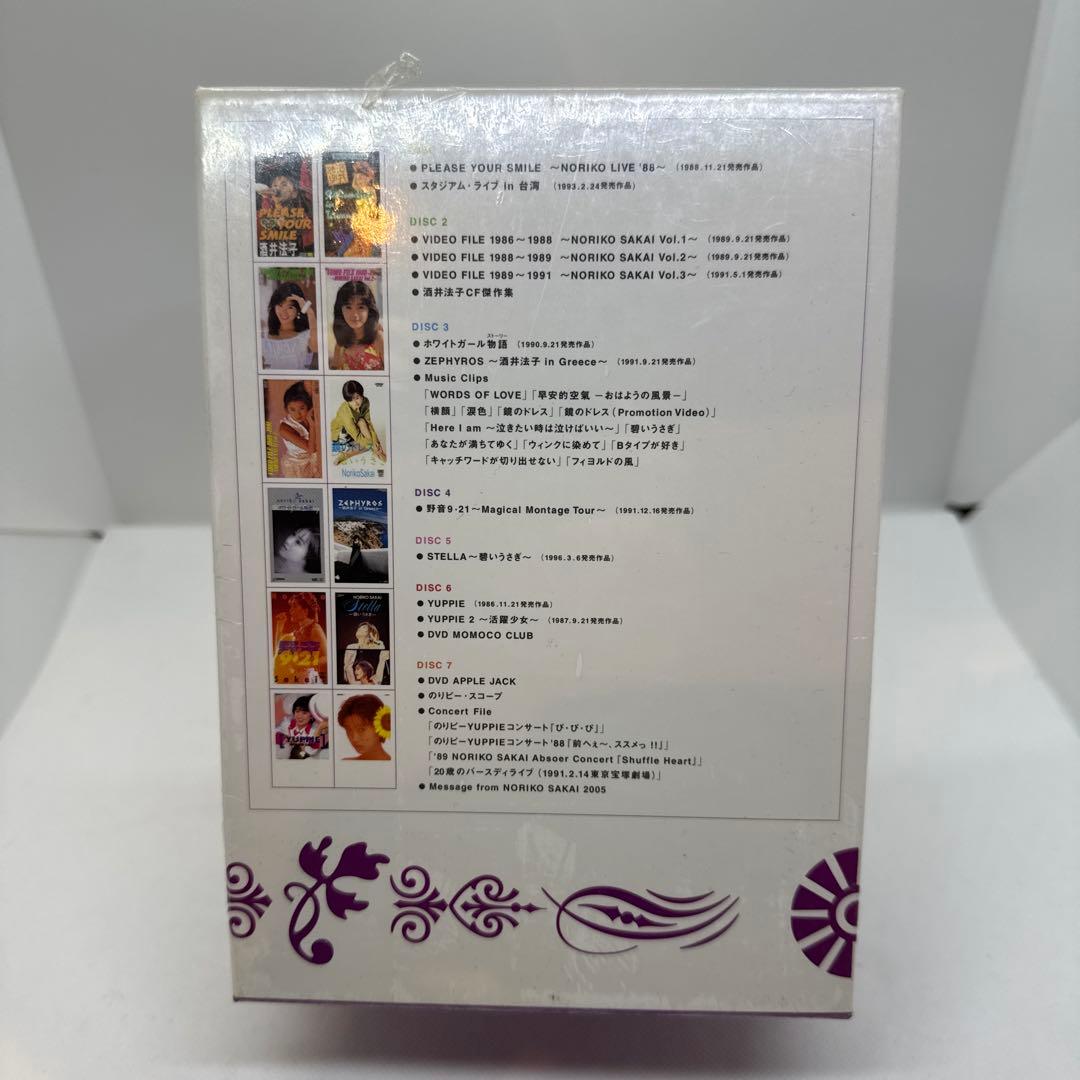 ● PLEASE YOUR SMILE ～NORIKO LIVE '88～ （1988.11.21発売作品）
● スタジアム・ライブ in 台湾 （1993.2.24発売作品）
DISC 2
● VIDEO FILE 1986～1988 ～NORIKO SAKAI Vol.1～ （1989.9.21発売作品）
● VIDEO FILE 1988～1989 ～NORIKO SAKAI Vol.2～ （1989.9.21発売作品）
● VIDEO FILE 1989～1991 ～NORIKO SAKAI Vol.3～ （1991.5.1発売作品）
● 酒井法子CF傑作集
DISC 3
ストーリー
● ホワイトガール物語 （1990.9.21発売作品）
● ZEPHYROS ～酒井法子 in Greece～ （1991.9.21発売作品）
● Music Clips
「WORDS OF LOVE」「早安的空氣 −おはようの風景−」
「横顔」「涙色」「鏡のドレス」「鏡のドレス（Promotion Video）」
「Here I am ～泣きたい時は泣けばいい～」「碧いうさぎ」
「あなたが満ちてゆく」「ウィンクに染めて」「Bタイプが好き」
「キャッチワードが切り出せない」「フィヨルドの風」
DISC 4
● 野音9・21～Magical Montage Tour～ （1991.12.16発売作品）
DISC 5
● STELLA～碧いうさぎ～ （1996.3.6発売作品）
DISC 6
● YUPPIE （1986.11.21発売作品）
● YUPPIE 2 ～活躍少女～ （1987.9.21発売作品）
● DVD MOMOCO CLUB
DISC 7
● DVD APPLE JACK
● のりピー・スコープ
● Concert File
「のりピーYUPPIEコンサート『ぴ・ぴ・ぴ』」
「のりピーYUPPIEコンサート'88『前へぇ～、ススメっ!!』」
「'89 NORIKO SAKAI Absoer Concert『Shuffle Heart』」
「20歳のバースディライブ（1991.2.14東京宝塚劇場）」
● Message from NORIKO SAKAI 2005
PLEASE
YOUR
SMILE
酒井法子
鏡のドレス
碧いうさぎ
NorikoSakai
noriko sakai
ZEPHYROS
9・21
Sakai
NORIKO SAKAI
Stella
YUPPIE